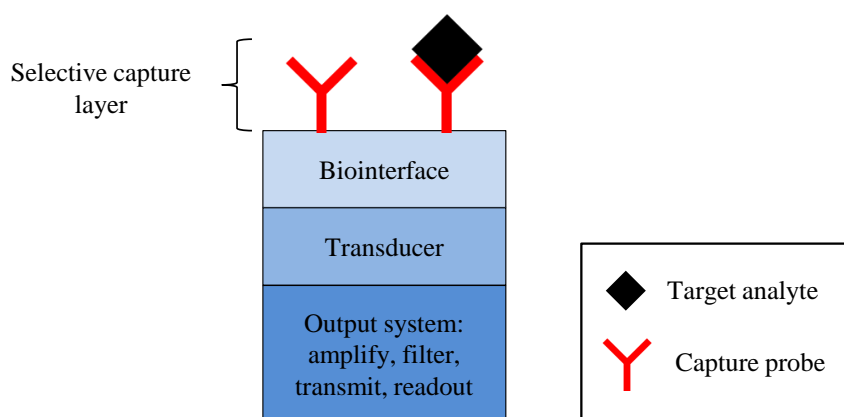 Selective capture
layer
Biointerface
Transducer
Output system:
amplify, filter,
transmit, readout
Target analyte
Capture probe